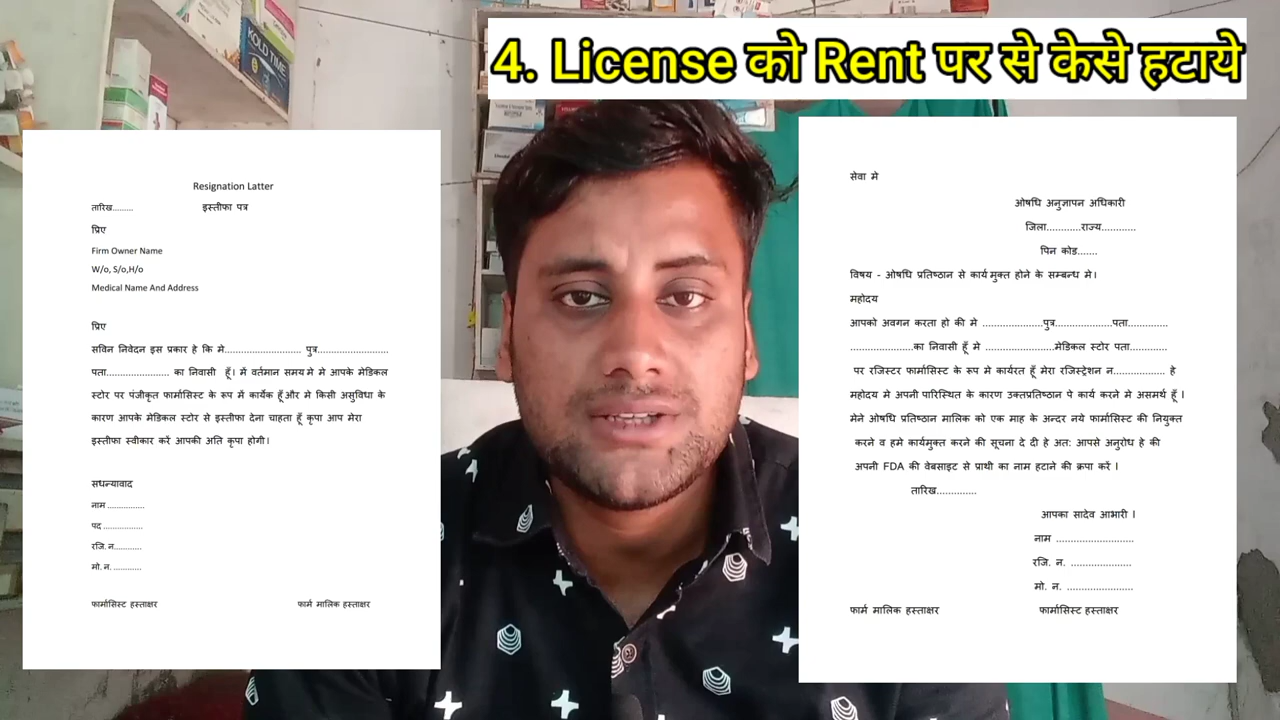 4. License को Rent पर से केसे हटाये
KOLD TIME
Resignation Latter
तारिख......... इस्तीफा पत्र
प्रिए
Firm Owner Name
W/o, S/o,H/o
Medical Name And Address
प्रिए
सविन निवेदन इस प्रकार हे कि मे............................ पुत्र..........................
पता....................... का निवासी हूँ। में वर्तमान समय मे मे आपके मेडिकल
स्टोर पर पंजीकृत फार्मासिस्ट के रूप में कार्येक हूँ और मे किसी असुविधा के
कारण आपके मेडिकल स्टोर से इस्तीफा देना चाहता हूँ कृपा आप मेरा
इस्तीफा स्वीकार करें आपकी अति कृपा होगी।
सधन्यावाद
नाम ...............
पद ................
रजि. न............
मो. न. ............
फार्मासिस्ट हस्ताक्षर फार्म मालिक हस्ताक्षर
सेवा मे
ओषधि अनुज्ञापन अधिकारी
जिला............राज्य............
पिन कोड.......
विषय - ओषधि प्रतिष्ठान से कार्य मुक्त होने के सम्बन्ध मे।
महोदय
आपको अवगन करता हो की मे .....................पुत्र....................पता..............
......................का निवासी हूँ मे ........................मेडिकल स्टोर पता.............
पर रजिस्टर फार्मासिस्ट के रूप मे कार्यरत हूँ मेरा रजिस्ट्रेशन न.................. हे
महोदय मे अपनी पारिस्थित के कारण उक्तप्रतिष्ठान पे कार्य करने मे असमर्थ हूँ ।
मेने ओषधि प्रतिष्ठान मालिक को एक माह के अन्दर नये फार्मासिस्ट की नियुक्त
करने व हमे कार्यमुक्त करने की सूचना दे दी हे अत: आपसे अनुरोध हे की
अपनी FDA की वेबसाइट से प्राथी का नाम हटाने की क्रपा करें ।
तारिख..............
आपका सादेव आभारी ।
नाम ...........................
रजि. न. .....................
मो. न. .......................
फार्म मालिक हस्ताक्षर फार्मासिस्ट हस्ताक्षर